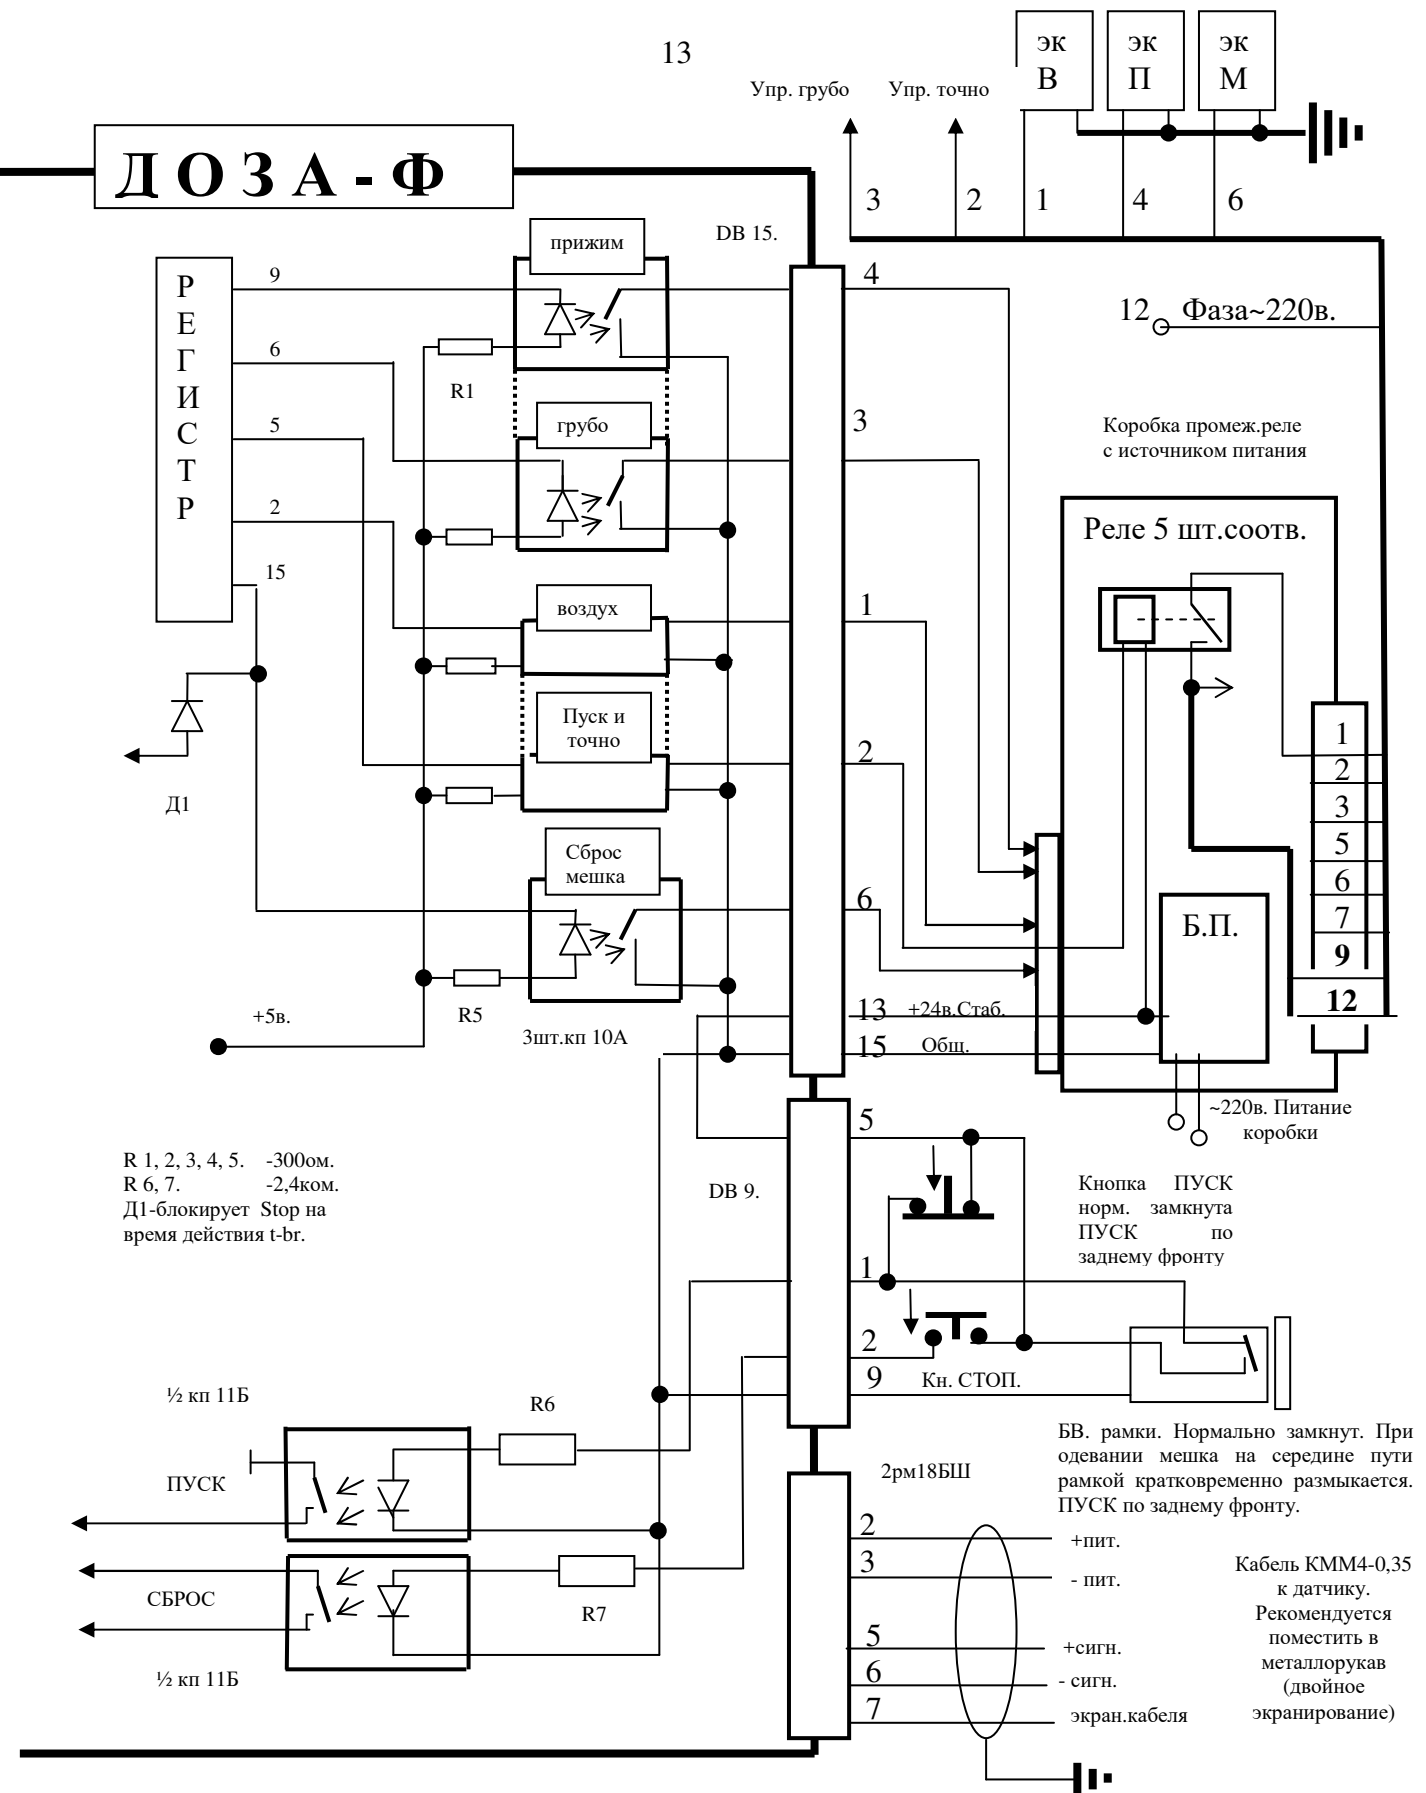 13
эк
В
эк
П
эк
М
Упр. грубо
Упр. точно
ДОЗА-Ф
3
2
1
4
6
DB 15.
прижим
РЕГИСТР
9
4
12
Фаза~220в.
6
R1
3
грубо
Коробка промеж.реле
с источником питания
5
2
Реле 5 шт.соотв.
15
воздух
1
Пуск и
точно
2
Д1
1
2
3
5
6
7
9
12
Сброс
мешка
6
Б.П.
+5в.
R5
3шт.кп 10А
13
+24в.Стаб.
15
Общ.
~220в. Питание
коробки
5
R 1, 2, 3, 4, 5. -300ом.
R 6, 7. -2,4ком.
Д1-блокирует Stop на
время действия t-br.
DB 9.
Кнопка ПУСК
норм. замкнута
ПУСК по
заднему фронту
1
2
9
Кн. СТОП.
½ кп 11Б
R6
ПУСК
БВ. рамки. Нормально замкнут. При
одевании мешка на середине пути
рамкой кратковременно размыкается.
ПУСК по заднему фронту.
2рм18БШ
2
+пит.
3
- пит.
СБРОС
R7
5
+сигн.
6
- сигн.
7
экран.кабеля
½ кп 11Б
Кабель КММ4-0,35
к датчику.
Рекомендуется
поместить в
металлорукав
(двойное
экранирование)